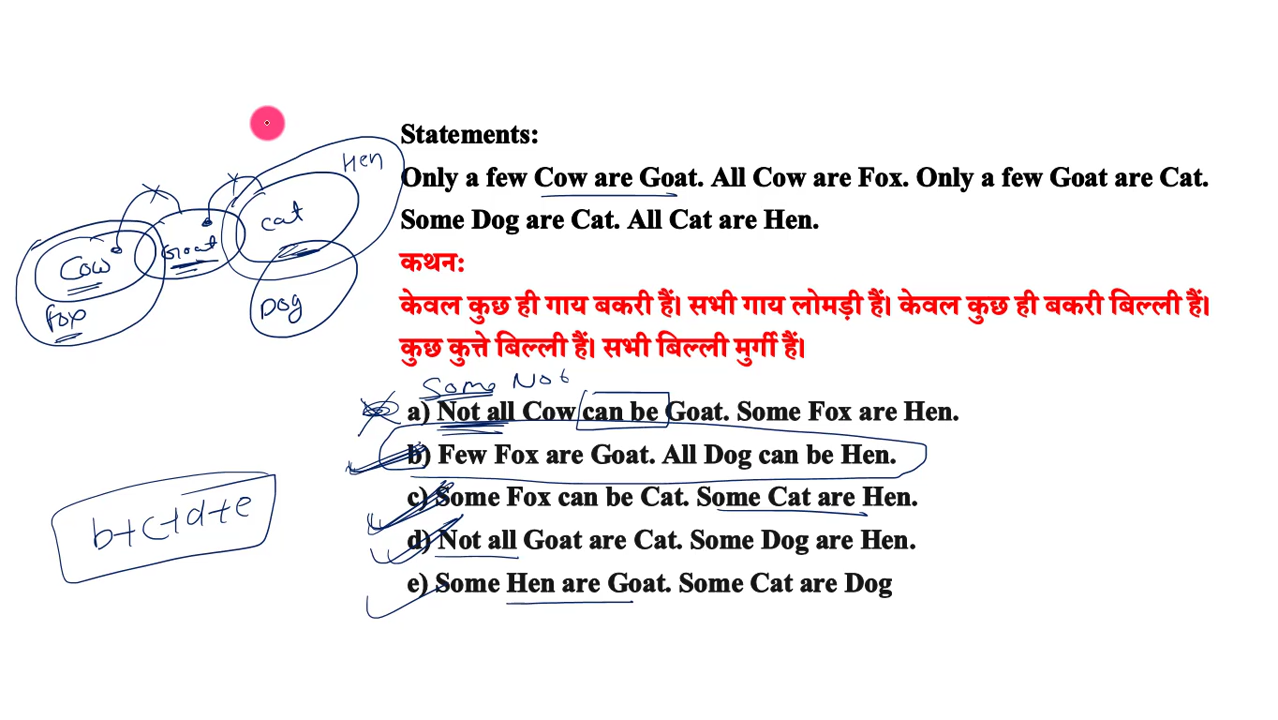 Statements:
Hen
Only a few Cow are Goat. All Cow are Fox. Only a few Goat are Cat.
Some Dog are Cat. All Cat are Hen.
cat
Goat
Cow
Dog
fox
कथन:
केवल कुछ ही गाय बकरी हैं। सभी गाय लोमड़ी हैं। केवल कुछ ही बकरी बिल्ली हैं।
कुछ कुत्ते बिल्ली हैं। सभी बिल्ली मुर्गी हैं।
Some Not
a) Not all Cow can be Goat. Some Fox are Hen.
b) Few Fox are Goat. All Dog can be Hen.
c) Some Fox can be Cat. Some Cat are Hen.
d) Not all Goat are Cat. Some Dog are Hen.
e) Some Hen are Goat. Some Cat are Dog
b+c+d+e